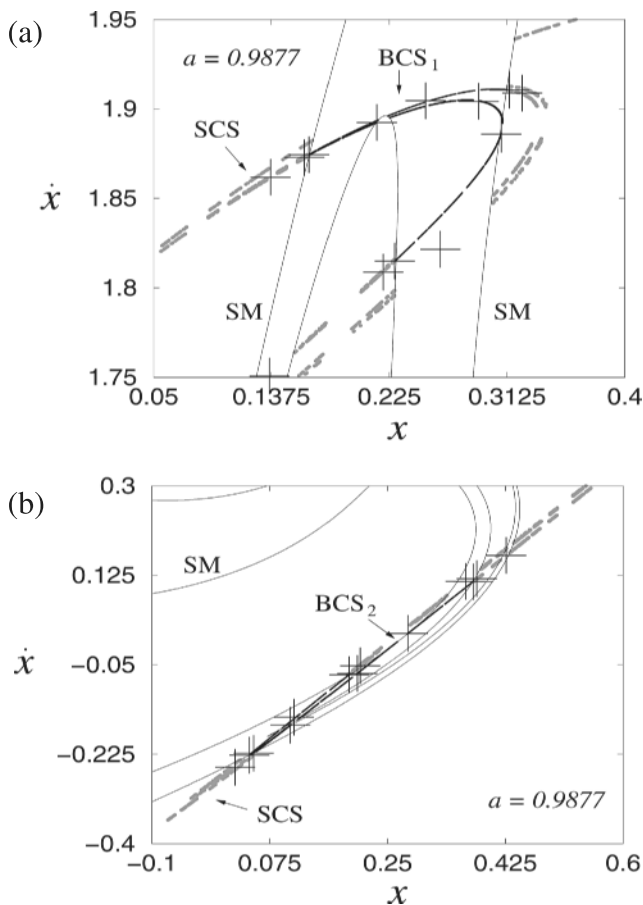 (a)
1.95
a = 0.9877
BCS1
1.9
SCS
ẋ
1.85
1.8
SM
SM
1.75
0.05 0.1375 0.225 0.3125 0.4
x
(b)
0.3
SM
0.125
BCS2
ẋ
−0.05
−0.225
SCS
a = 0.9877
−0.4
−0.1 0.075 0.25 0.425 0.6
x